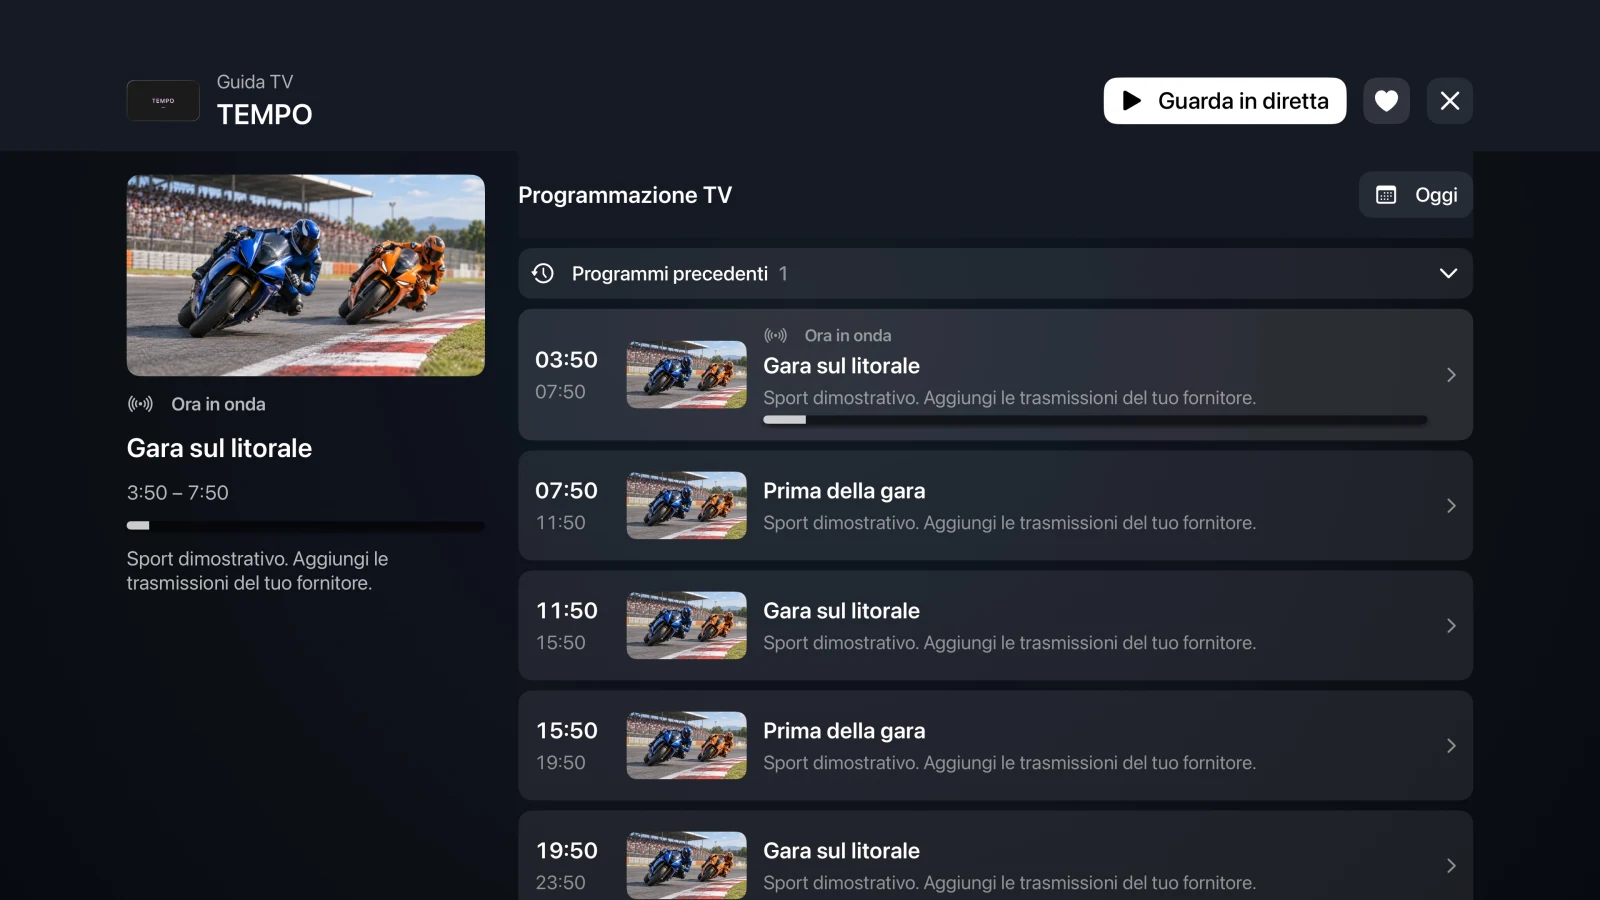 TEMPO
Guida TV
TEMPO
Guarda in diretta
Ora in onda
Gara sul litorale
3:50 – 7:50
Sport dimostrativo. Aggiungi le
trasmissioni del tuo fornitore.
Programmazione TV
Oggi
Programmi precedenti 1
03:50
07:50
Ora in onda
Gara sul litorale
Sport dimostrativo. Aggiungi le trasmissioni del tuo fornitore.
07:50
11:50
Prima della gara
Sport dimostrativo. Aggiungi le trasmissioni del tuo fornitore.
11:50
15:50
Gara sul litorale
Sport dimostrativo. Aggiungi le trasmissioni del tuo fornitore.
15:50
19:50
Prima della gara
Sport dimostrativo. Aggiungi le trasmissioni del tuo fornitore.
19:50
23:50
Gara sul litorale
Sport dimostrativo. Aggiungi le trasmissioni del tuo fornitore.